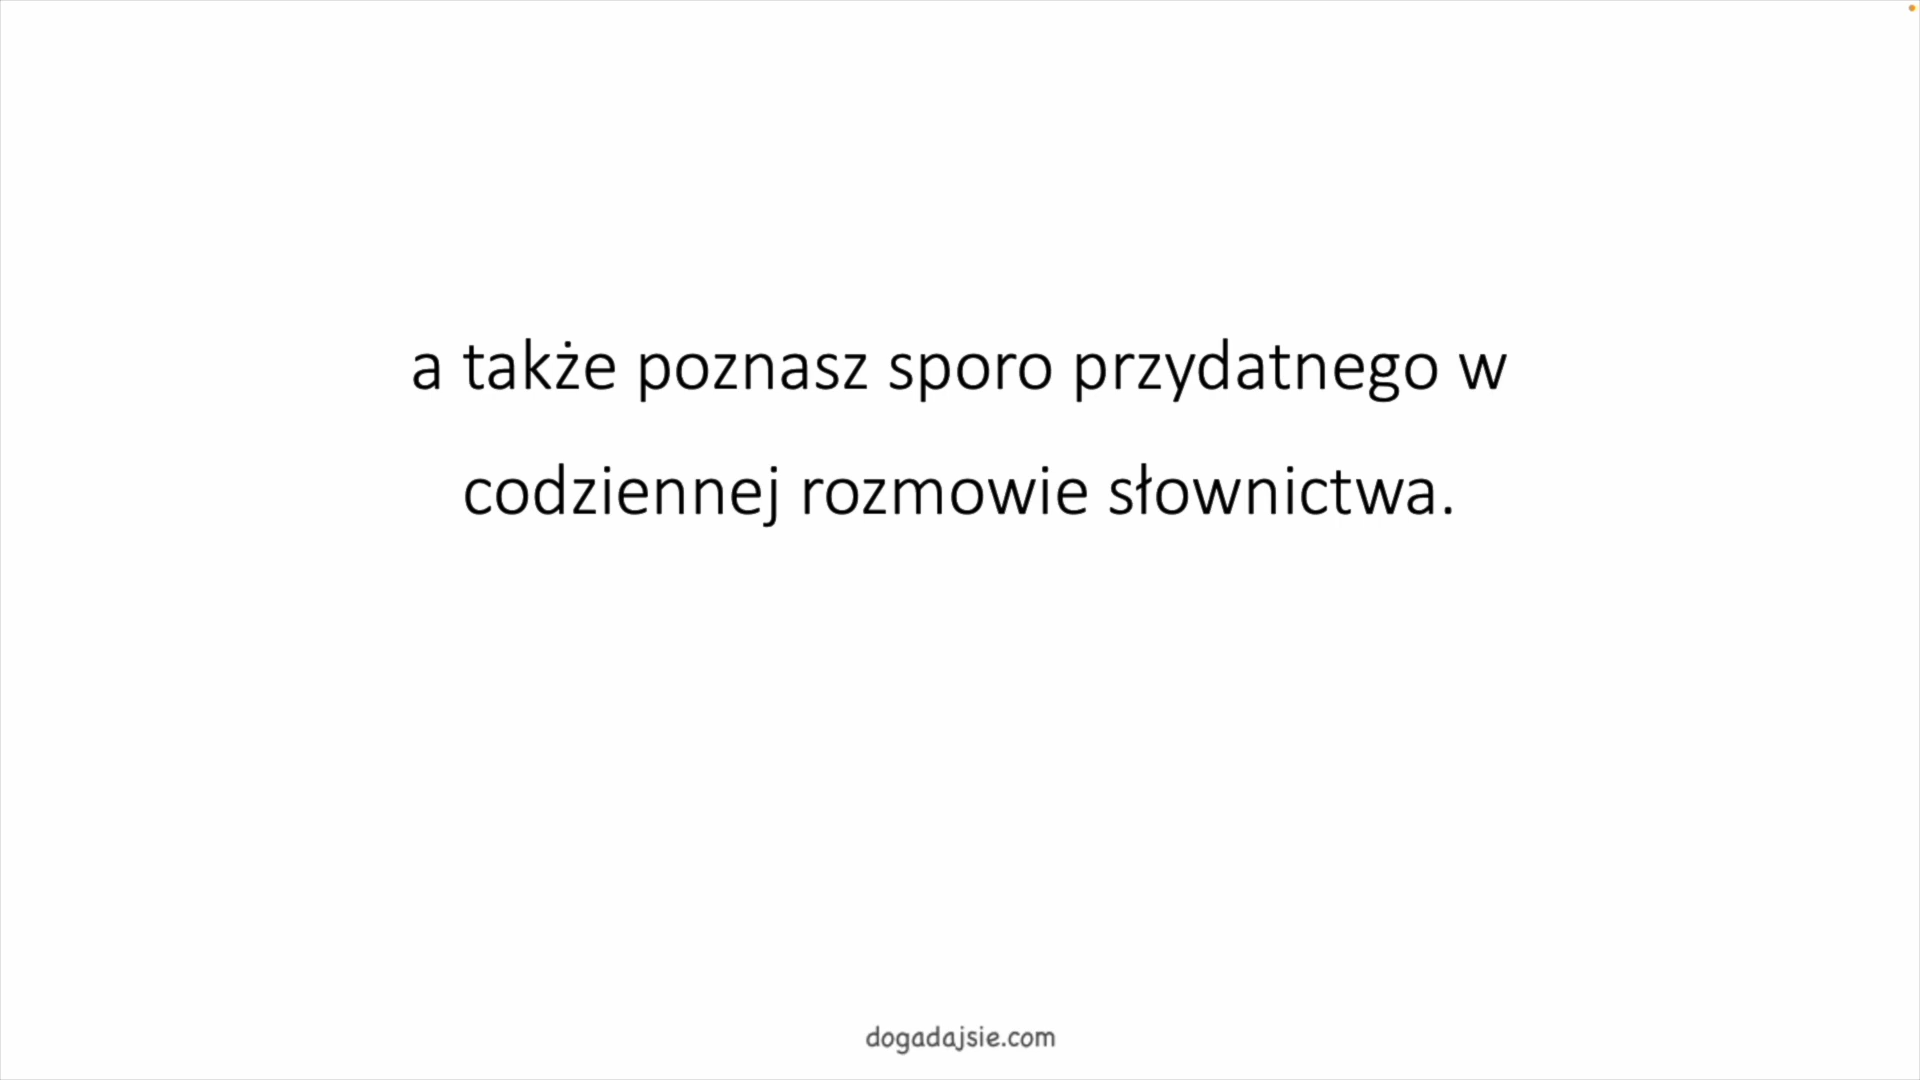 a także poznasz sporo przydatnego w
codziennej rozmowie słownictwa.
dogadajsie.com